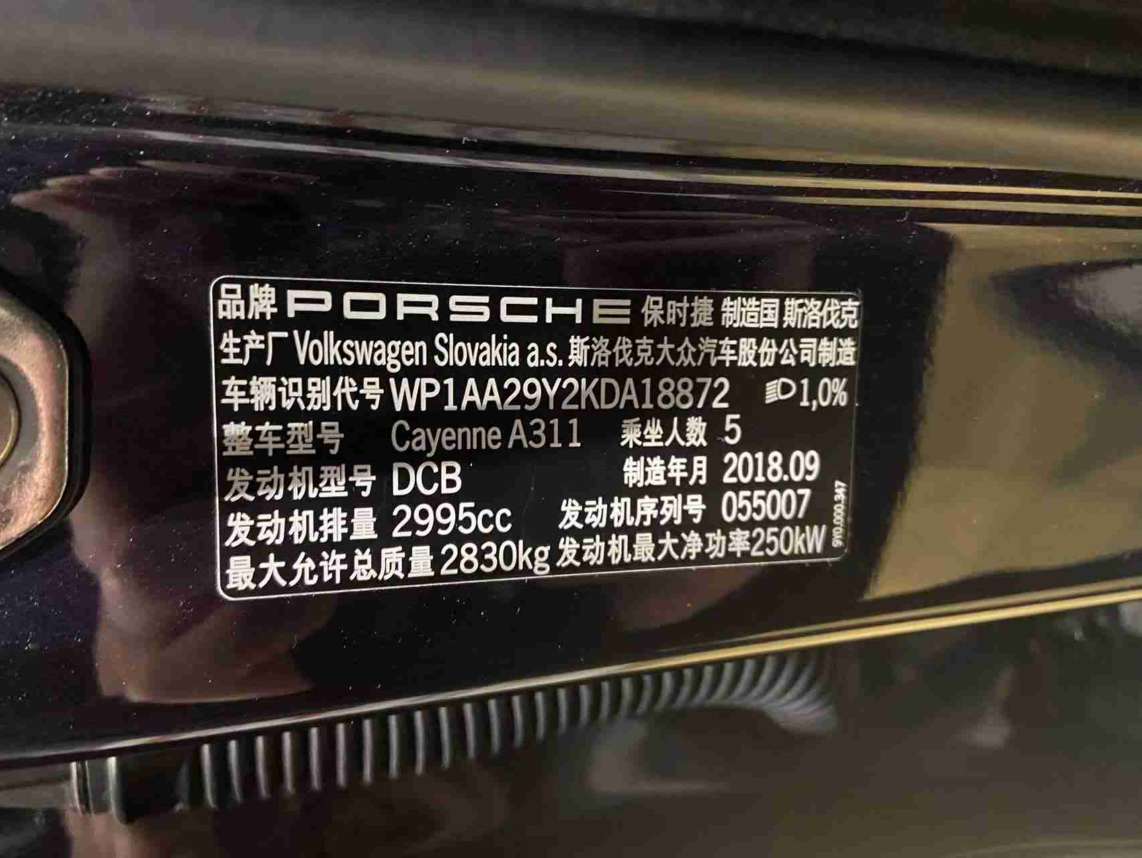 品牌 PORSCHE 保时捷 制造国 斯洛伐克
生产厂 Volkswagen Slovakia a.s. 斯洛伐克大众汽车股份公司制造
车辆识别代号 WP1AA29Y2KDA18872 1,0%
整车型号 Cayenne A311 乘坐人数 5
发动机型号 DCB 制造年月 2018.09
发动机排量 2995cc 发动机序列号 055007
最大允许总质量 2830kg 发动机最大净功率 250kW
9Y0.000.347